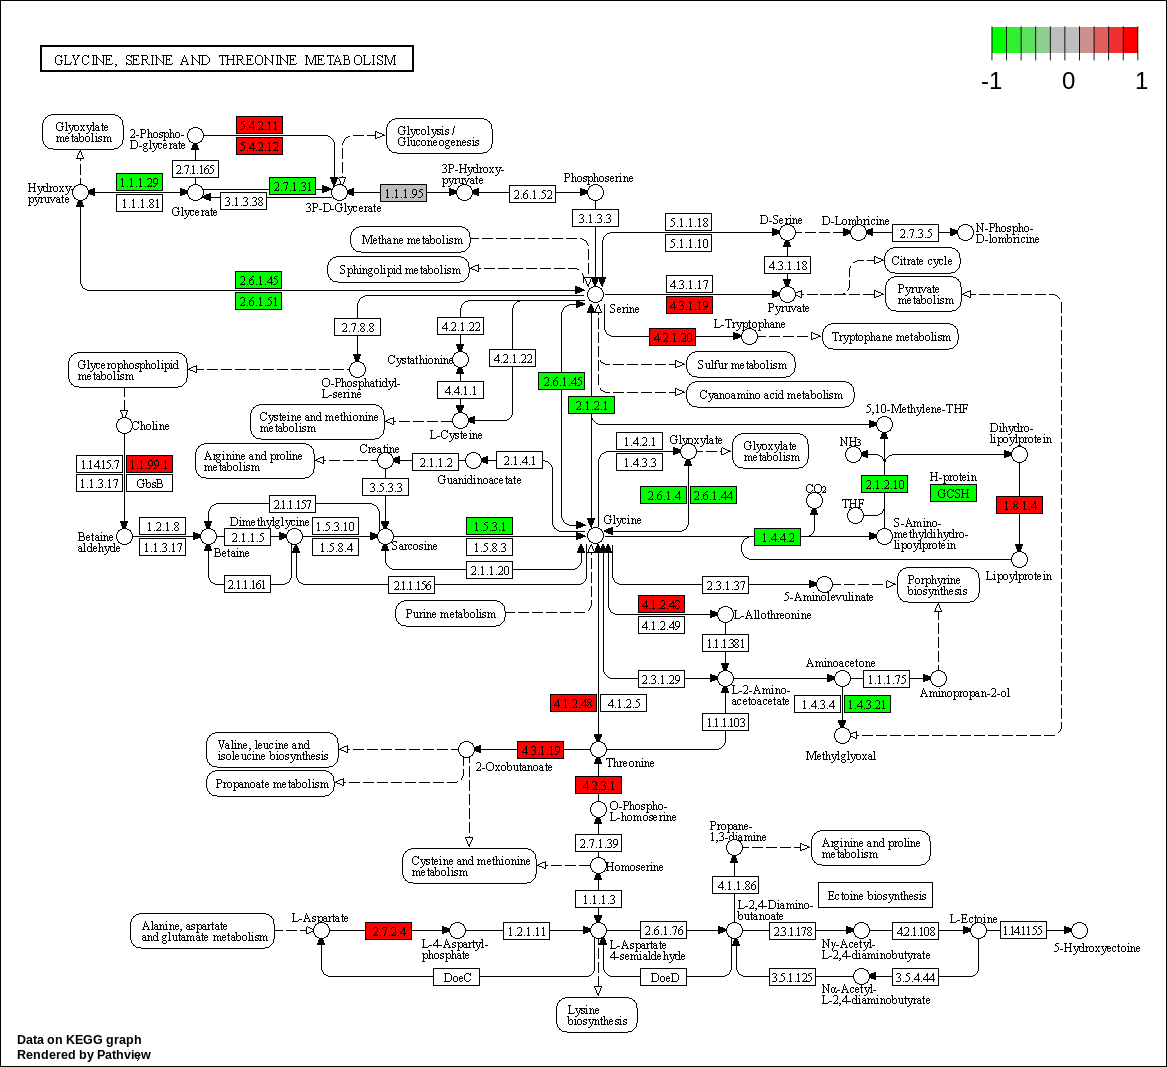 GLYCINE, SERINE AND THREONINE METABOLISM
-1 0 1
Glyoxylate
metabolism
2-Phospho-
D-glycerate
5.4.2.11
5.4.2.12
Glycolysis /
Gluconeogenesis
2.7.1.165
3P-Hydroxy-
pyruvate
Phosphoserine
Hydroxy-
pyruvate
1.1.1.29
1.1.1.81
Glycerate
2.7.1.31
3.1.3.38
3P-D-Glycerate
1.1.1.95
2.6.1.52
3.1.3.3
5.1.1.18
5.1.1.10
D-Serine
D-Lombricine
2.7.3.5
N-Phospho-
D-lombricine
Methane metabolism
Sphingolipid metabolism
4.3.1.18
Citrate cycle
2.6.1.45
2.6.1.51
4.3.1.17
4.3.1.19
Serine
Pyruvate
Pyruvate
metabolism
2.7.8.8
4.2.1.22
4.2.1.20
L-Tryptophane
Tryptophane metabolism
Cystathionine
4.2.1.22
Glycerophospholipid
metabolism
O-Phosphatidyl-
L-serine
4.4.1.1
2.6.1.45
Sulfur metabolism
Cyanoamino acid metabolism
2.1.2.1
Choline
Cysteine and methionine
metabolism
L-Cysteine
5,10-Methylene-THF
1.4.2.1
1.4.3.3
Glyoxylate
Glyoxylate
metabolism
NH3
Dihydro-
lipoylprotein
1.14.15.7
1.1.99.1
1.1.3.17
GbsB
Arginine and proline
metabolism
Creatine
2.1.1.2
Guanidinoacetate
2.1.4.1
3.5.3.3
2.6.1.4
2.6.1.44
CO2
THF
2.1.2.10
H-protein
GCSH
1.8.1.4
2.1.1.157
Betaine
aldehyde
1.2.1.8
1.1.3.17
Dimethylglycine
2.1.1.5
Betaine
1.5.3.10
1.5.8.4
Sarcosine
1.5.3.1
1.5.8.3
Glycine
1.4.4.2
S-Amino-
methyldihydro-
lipoylprotein
2.1.1.20
2.1.1.161
2.1.1.156
Lipoylprotein
2.3.1.37
5-Aminolevulinate
Porphyrine
biosynthesis
Purine metabolism
4.1.2.48
4.1.2.49
L-Allothreonine
1.1.1.381
2.3.1.29
L-2-Amino-
acetoacetate
Aminoacetone
1.1.1.75
Aminopropan-2-ol
4.1.2.48
4.1.2.5
1.4.3.4
1.4.3.21
1.1.1.103
Methylglyoxal
Valine, leucine and
isoleucine biosynthesis
4.3.1.19
2-Oxobutanoate
Threonine
Propanoate metabolism
4.2.3.1
O-Phospho-
L-homoserine
2.7.1.39
Propane-
1,3-diamine
Arginine and proline
metabolism
Cysteine and methionine
metabolism
Homoserine
4.1.1.86
Ectoine biosynthesis
1.1.1.3
Alanine, aspartate
and glutamate metabolism
L-Aspartate
2.7.2.4
L-4-Aspartyl-
phosphate
1.2.1.11
L-Aspartate
4-semialdehyde
2.6.1.76
L-2,4-Diamino-
butanoate
2.3.1.178
Nγ-Acetyl-
L-2,4-diaminobutyrate
4.2.1.108
L-Ectoine
1.14.11.55
5-Hydroxyectoine
DoeC
DoeD
3.5.1.125
Nα-Acetyl-
L-2,4-diaminobutyrate
3.5.4.44
Lysine
biosynthesis
Data on KEGG graph
Rendered by Pathview